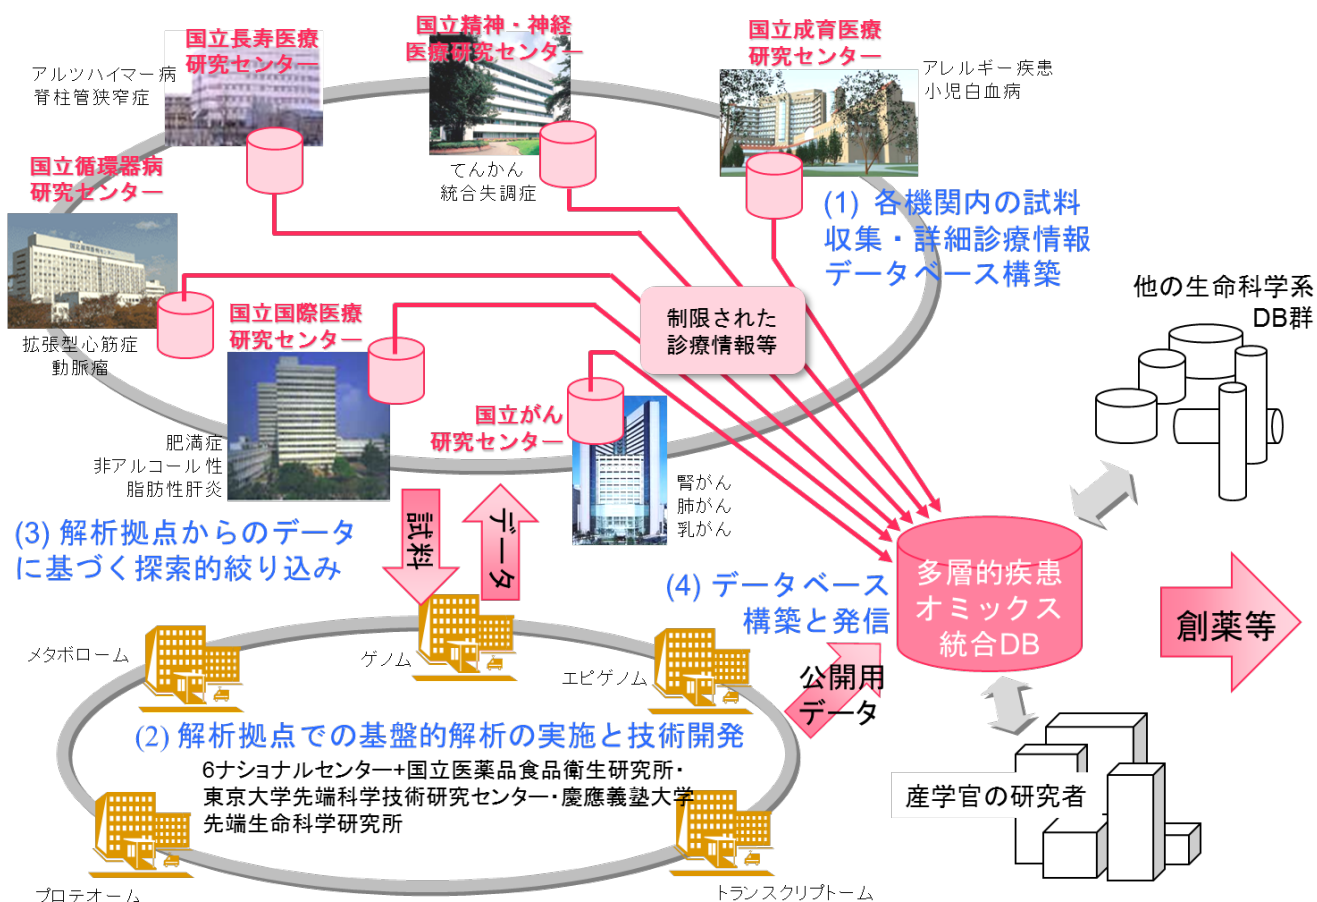 国立長寿医療
研究センター
アルツハイマー病
脊柱管狭窄症
国立精神・神経
医療研究センター
てんかん
統合失調症
国立成育医療
研究センター
アレルギー疾患
小児白血病
国立循環器病
研究センター
拡張型心筋症
動脈瘤
国立国際医療
研究センター
肥満症
非アルコール性
脂肪性肝炎
国立がん
研究センター
腎がん
肺がん
乳がん
(1) 各機関内の試料
収集・詳細診療情報
データベース構築
制限された
診療情報等
他の生命科学系
DB群
(3) 解析拠点からのデータ
に基づく探索的絞り込み
試料
データ
(4) データベース
構築と発信
多層的疾患
オミックス
統合DB
創薬等
公開用
データ
メタボローム
ゲノム
エピゲノム
(2) 解析拠点での基盤的解析の実施と技術開発
6ナショナルセンター+国立医薬品食品衛生研究所・
東京大学先端科学技術研究センター・慶應義塾大学
先端生命科学研究所
産学官の研究者
プロテオーム
トランスクリプトーム